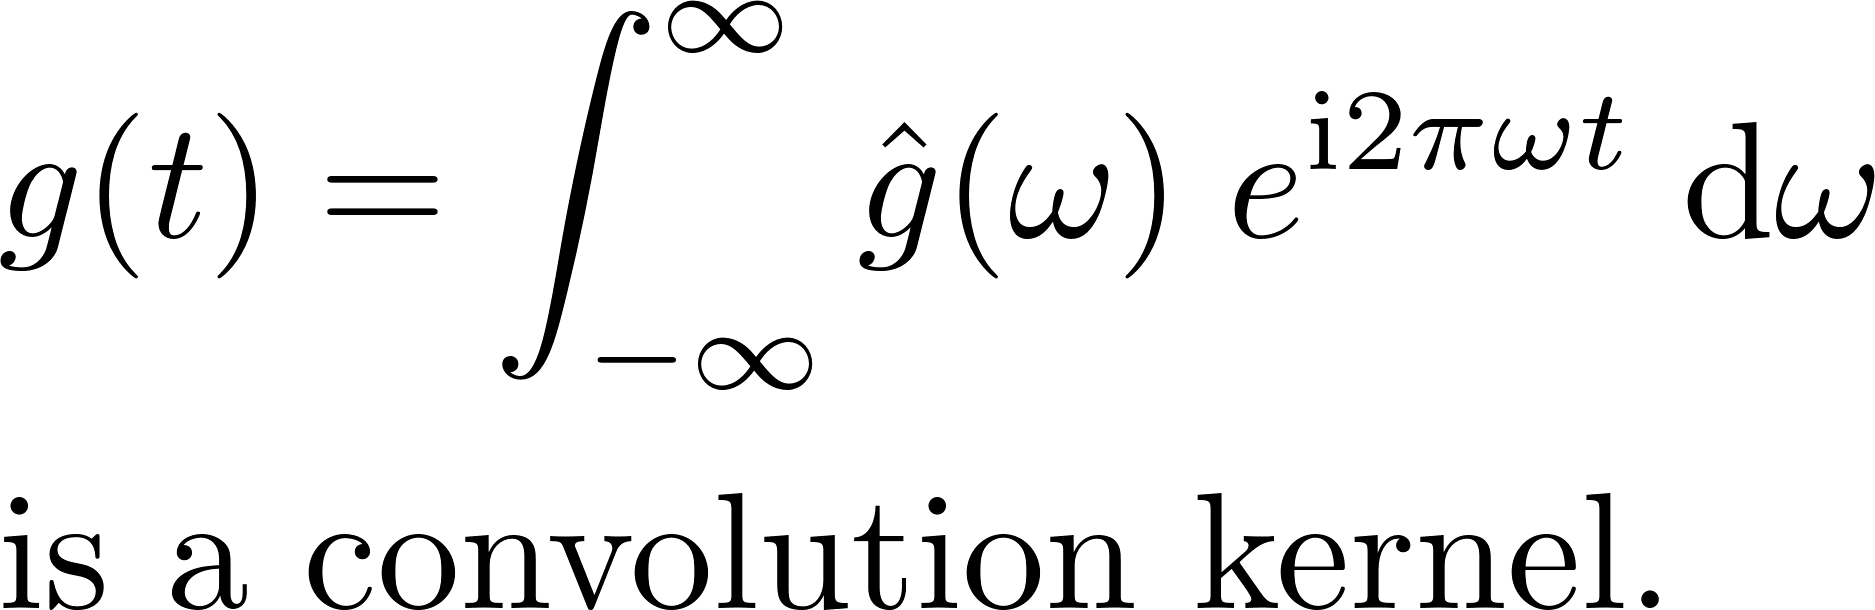 g(t) = ∫_{-∞}^{∞} ĝ(ω) e^{i2πωt} dω
is a convolution kernel.